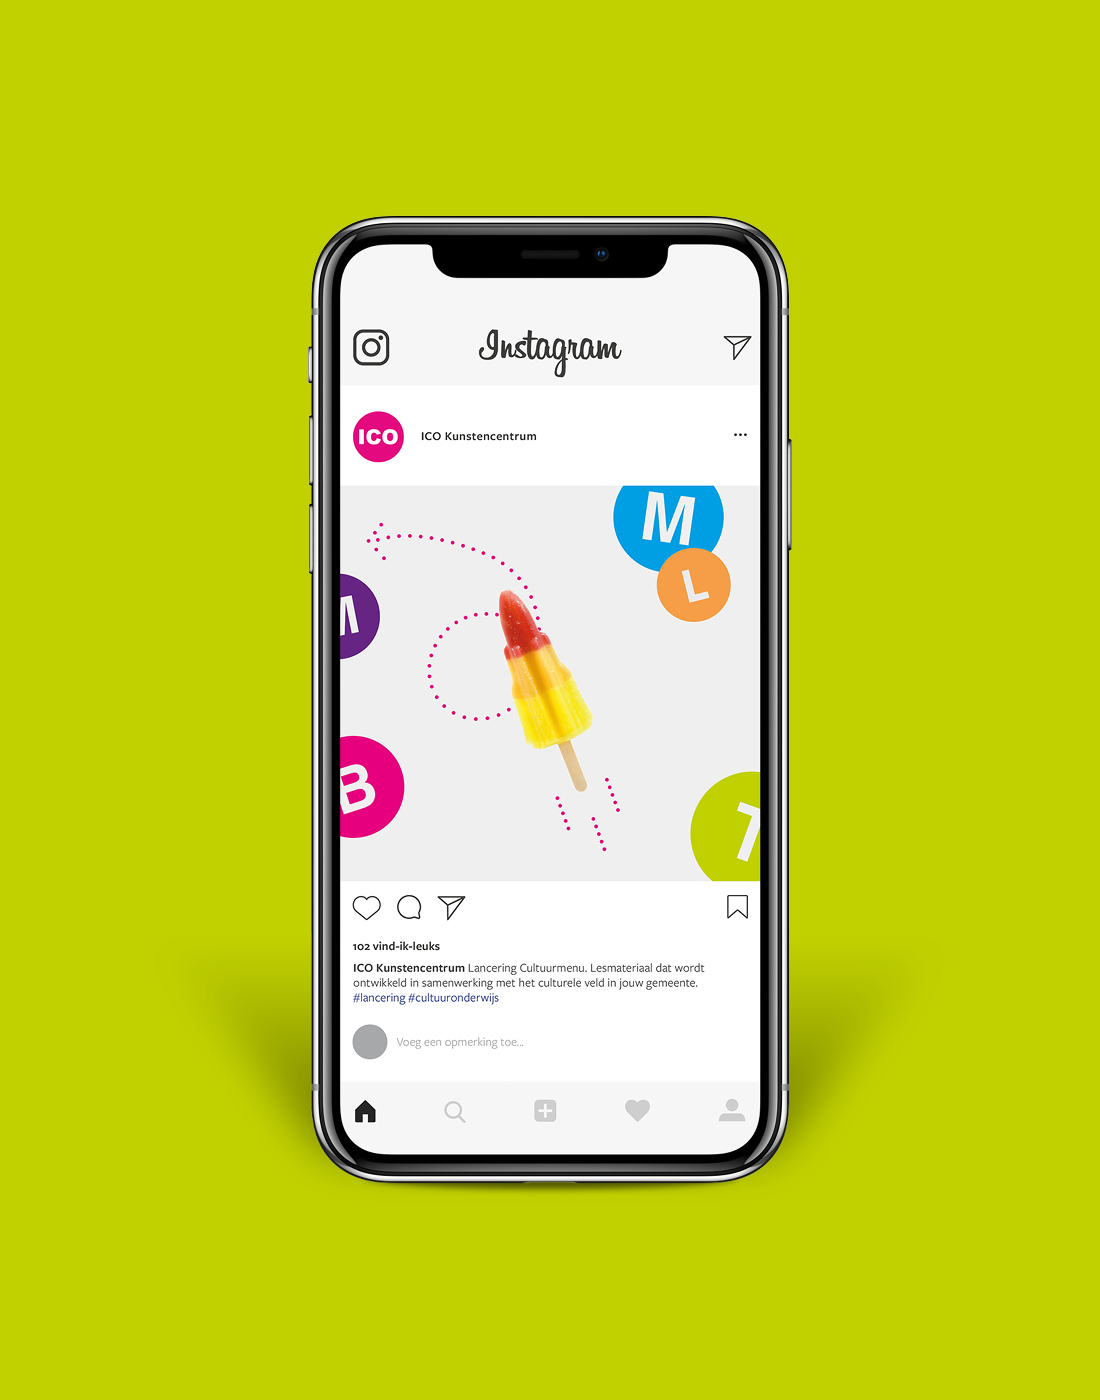 Instagram
ICO
ICO Kunstencentrum
M
L
M
B
T
102 vind-ik-leuks
ICO Kunstencentrum Lancering Cultuurmenu. Lesmateriaal dat wordt
ontwikkeld in samenwerking met het culturele veld in jouw gemeente.
#lancering #cultuuronderwijs
Voeg een opmerking toe...